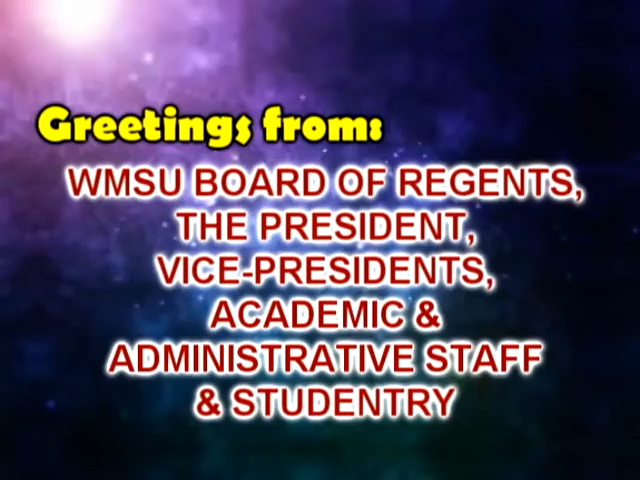 Greetings from:
WMSU BOARD OF REGENTS,
THE PRESIDENT,
VICE-PRESIDENTS,
ACADEMIC &
ADMINISTRATIVE STAFF
& STUDENTRY